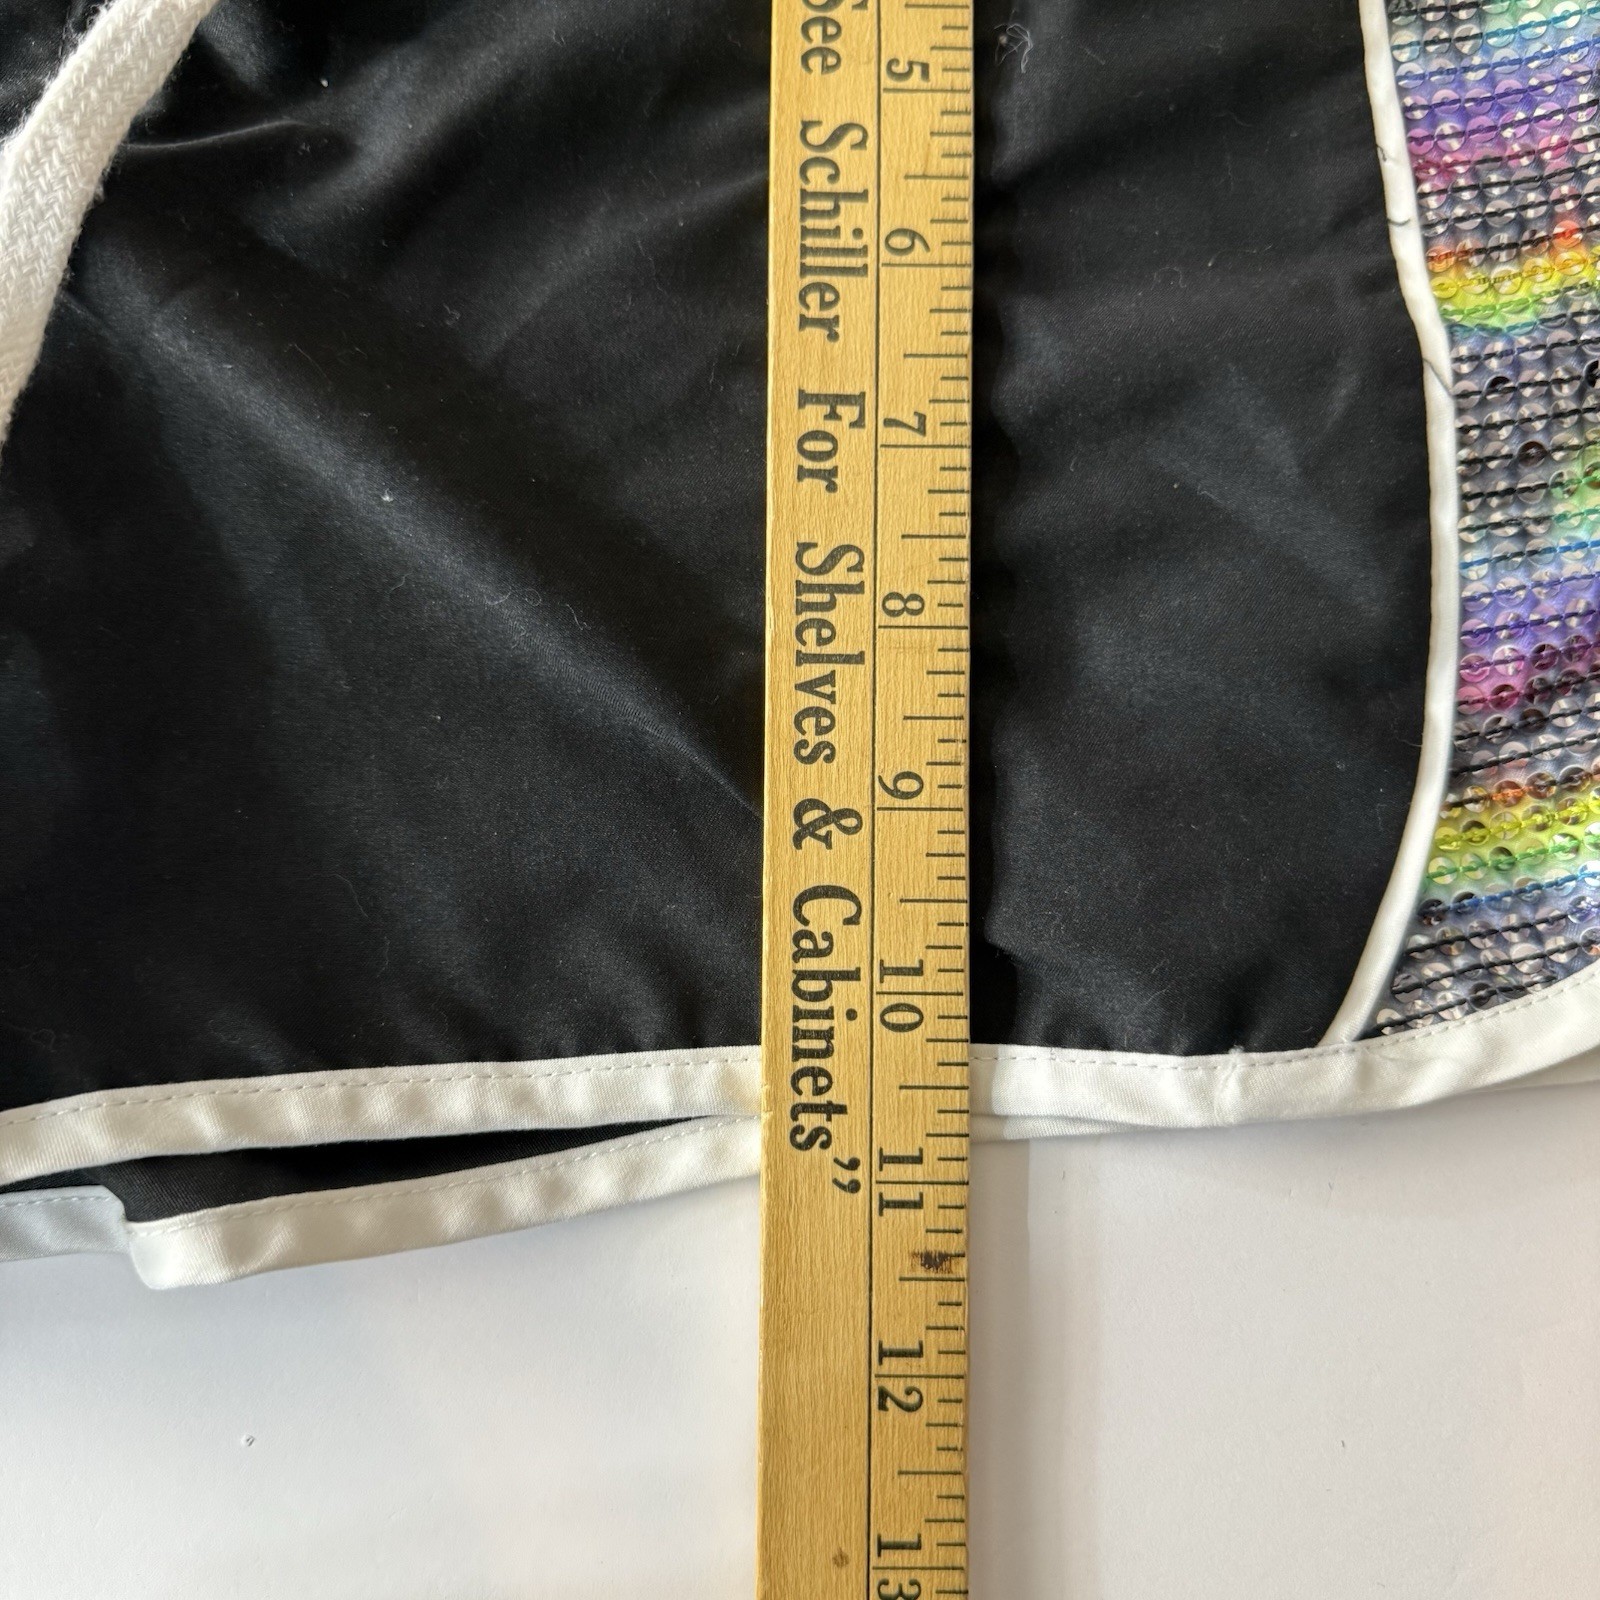 See Schiller For Shelves & Cabinets”
5 6 7 8 9 10 11 12 13